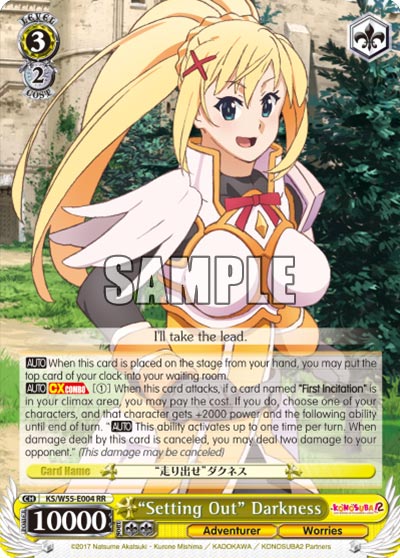 LEVEL
3
2
COST
SAMPLE
I'll take the lead.
AUTO When this card is placed on the stage from your hand, you may put the
top card of your clock into your waiting room.
AUTO CXCOMBO [①] When this card attacks, if a card named "First Incitation" is
in your climax area, you may pay the cost. If you do, choose one of your
characters, and that character gets +2000 power and the following ability
until end of turn. "AUTO This ability activates up to one time per turn. When
damage dealt by this card is canceled, you may deal two damage to your
opponent." (This damage may be canceled)
Card Name "走り出せ"ダクネス
CH KS/W55-E004 RR
POWER 10000 "Setting Out" Darkness KONOSUBA 2
Adventurer Worries
©2017 Natsume Akatsuki・Kurone Mishima / KADOKAWA / KONOSUBA2 Partners